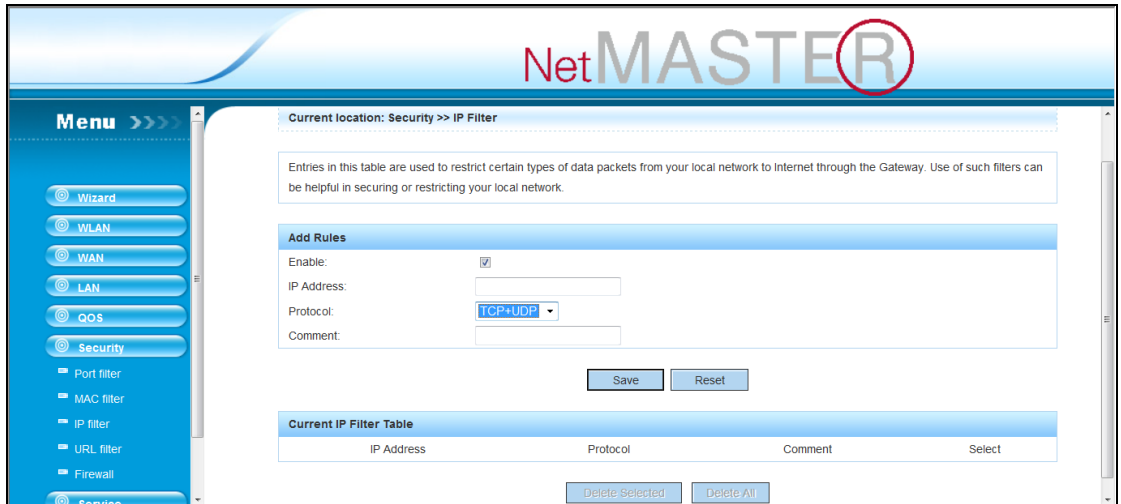 NetMASTER
Menu >>>>
Wizard
WLAN
WAN
LAN
QOS
Security
Port filter
MAC filter
IP filter
URL filter
Firewall
Service
Current location: Security >> IP Filter
Entries in this table are used to restrict certain types of data packets from your local network to Internet through the Gateway. Use of such filters can
be helpful in securing or restricting your local network.
Add Rules
Enable:
IP Address:
Protocol: TCP+UDP
Comment:
Save Reset
Current IP Filter Table
IP Address Protocol Comment Select
Delete Selected Delete All